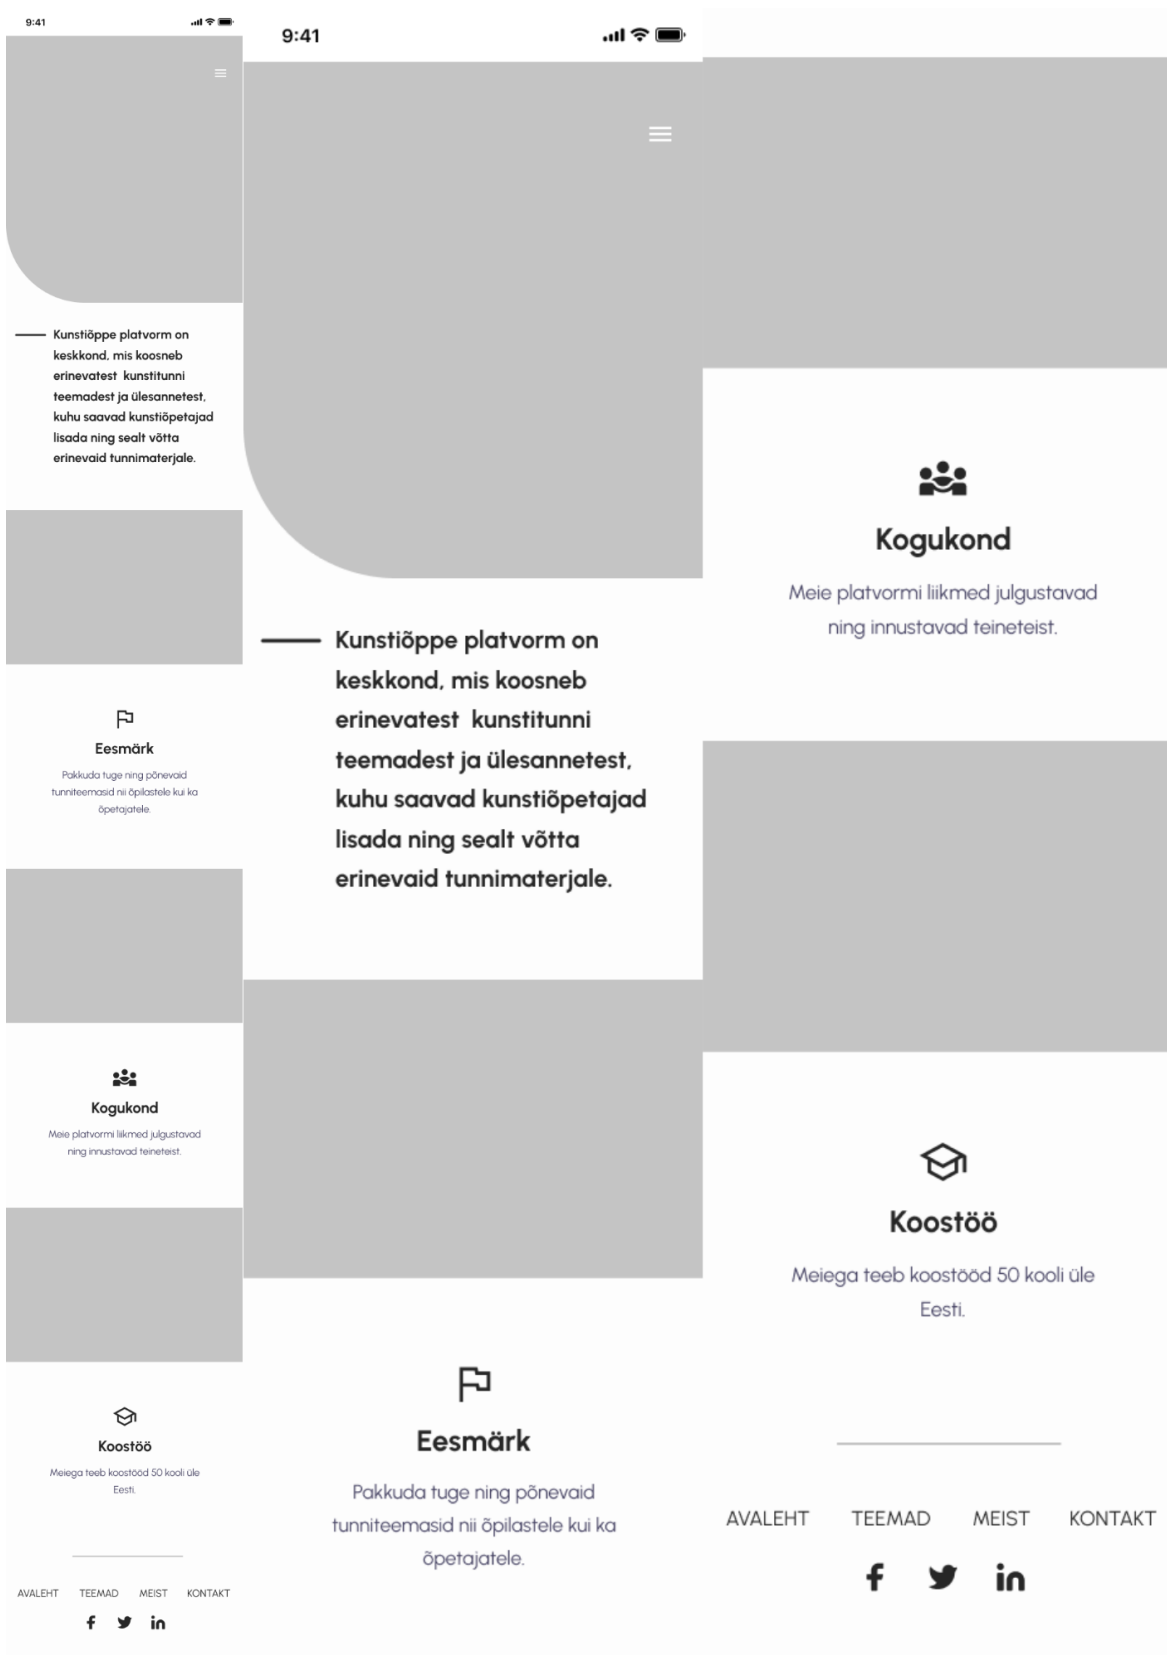 9:41
Kunstiõppe platvorm on
keskkond, mis koosneb
erinevatest  kunstitunni
teemadest ja ülesannetest,
kuhu saavad kunstiõpetajad
lisada ning sealt võtta
erinevaid tunnimaterjale.
Eesmärk
Pakkuda tuge ning põnevaid
tunniteemasid nii õpilastele kui ka
õpetajatele.
Kogukond
Meie platvormi liikmed julgustavad
ning innustavad teineteist.
Koostöö
Meiega teeb koostööd 50 kooli üle
Eesti.
AVALEHT TEEMAD MEIST KONTAKT
9:41
Kunstiõppe platvorm on
keskkond, mis koosneb
erinevatest  kunstitunni
teemadest ja ülesannetest,
kuhu saavad kunstiõpetajad
lisada ning sealt võtta
erinevaid tunnimaterjale.
Eesmärk
Pakkuda tuge ning põnevaid
tunniteemasid nii õpilastele kui ka
õpetajatele.
Kogukond
Meie platvormi liikmed julgustavad
ning innustavad teineteist.
Koostöö
Meiega teeb koostööd 50 kooli üle
Eesti.
AVALEHT TEEMAD MEIST KONTAKT